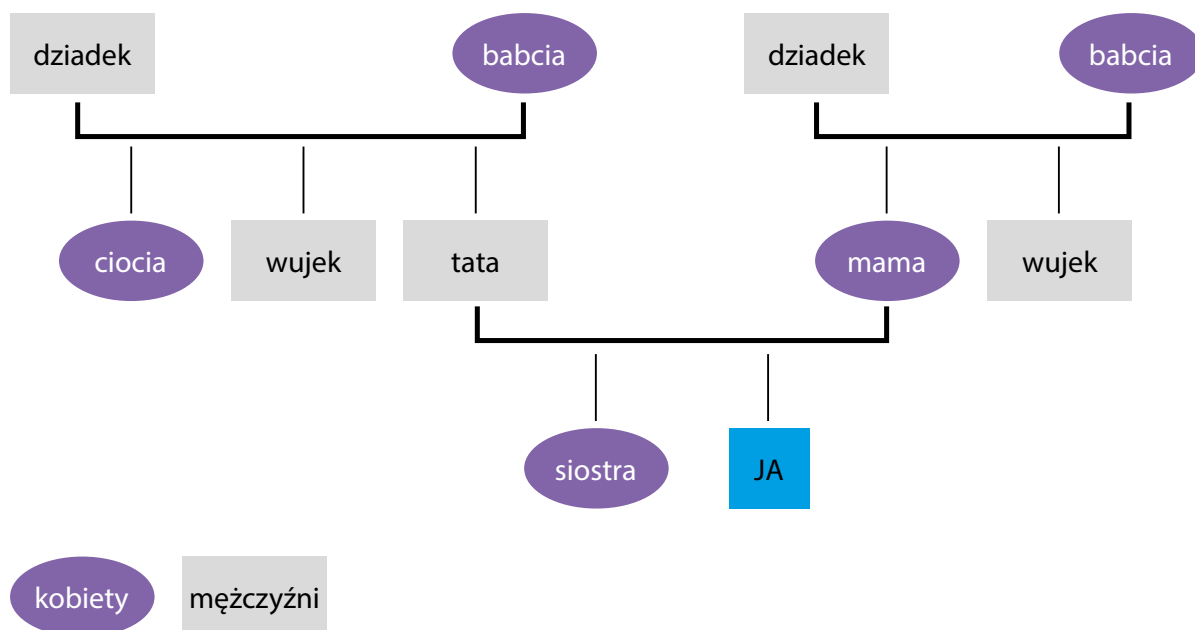 dziadek babcia dziadek babcia
ciocia wujek tata mama wujek
siostra JA
kobiety mężczyźni